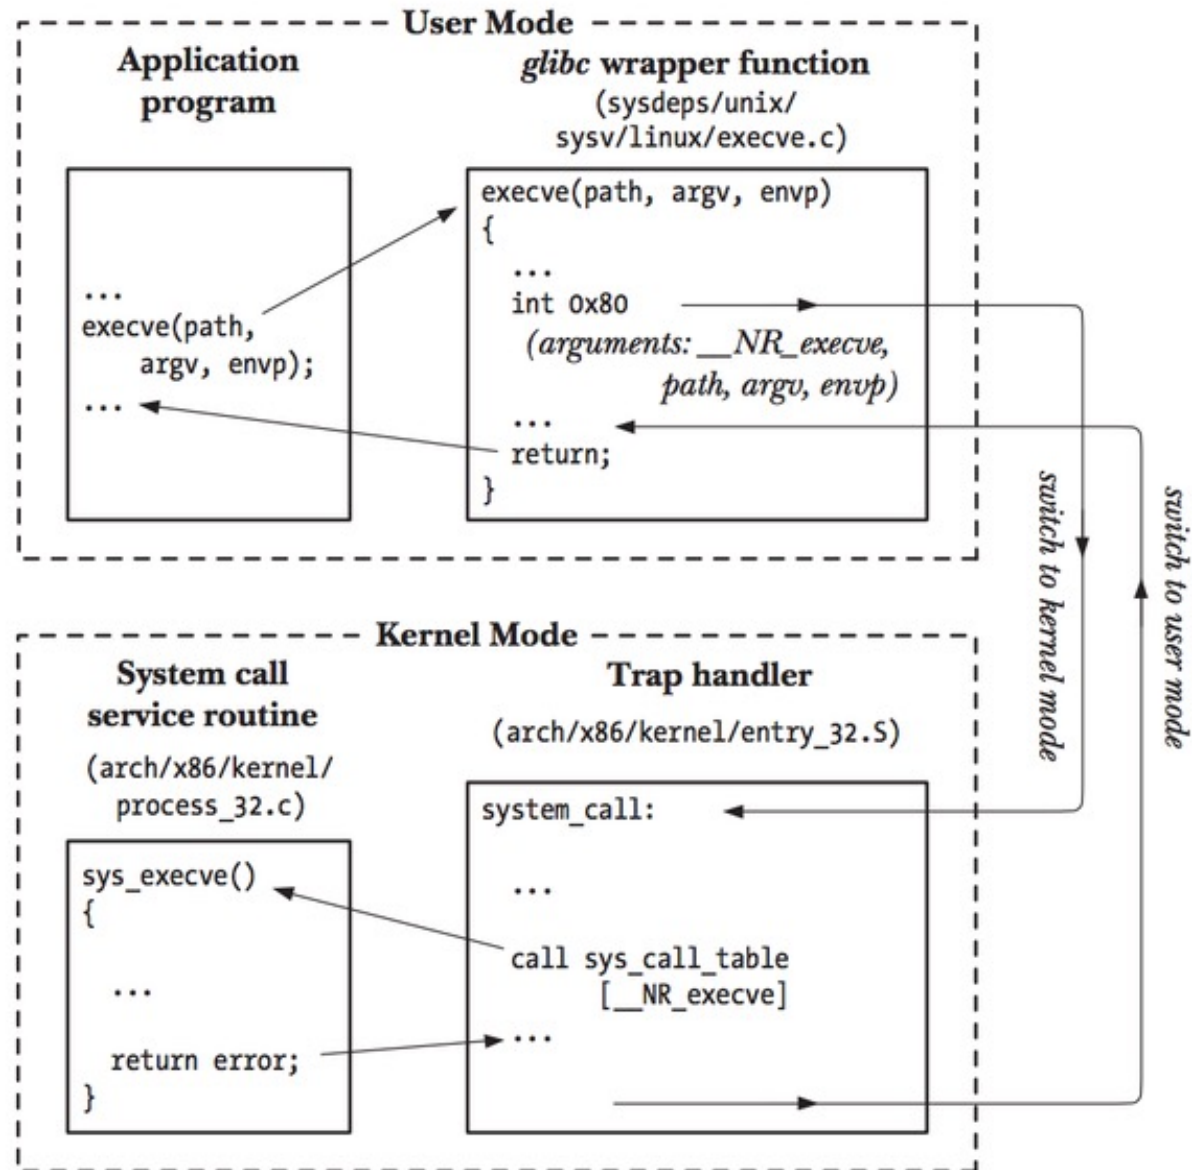 User Mode
Application
program
...
execve(path,
argv, envp);
...
glibc wrapper function
(sysdeps/unix/
sysv/linux/execve.c)
execve(path, argv, envp)
{
...
int 0x80
(arguments: __NR_execve,
path, argv, envp)
...
return;
}
switch to kernel mode
switch to user mode
Kernel Mode
System call
service routine
(arch/x86/kernel/
process_32.c)
sys_execve()
{
...
return error;
}
Trap handler
(arch/x86/kernel/entry_32.S)
system_call:
...
call sys_call_table
[__NR_execve]
...